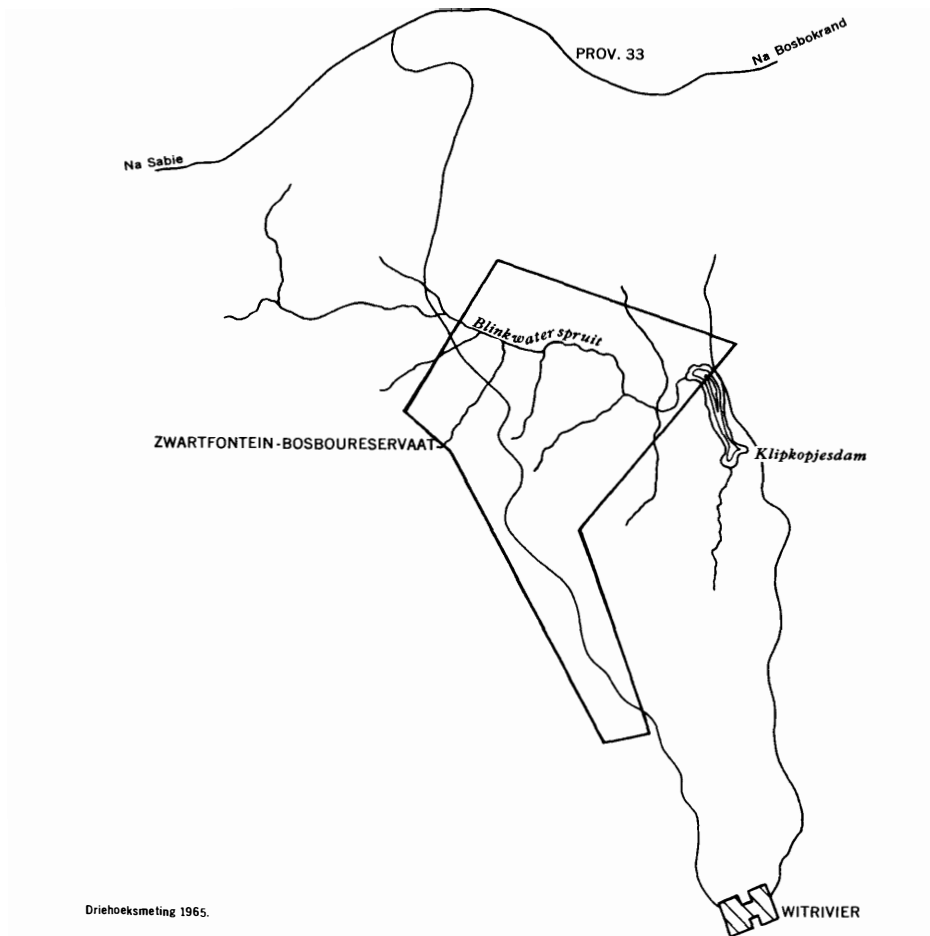 PROV. 33
Na Bosbokrand
Na Sabie
Blinkwater spruit
ZWARTFONTEIN-BOSBOURESERVAAT
Klipkopjesdam
Driehoeksmeting 1965.
WITRIVIER